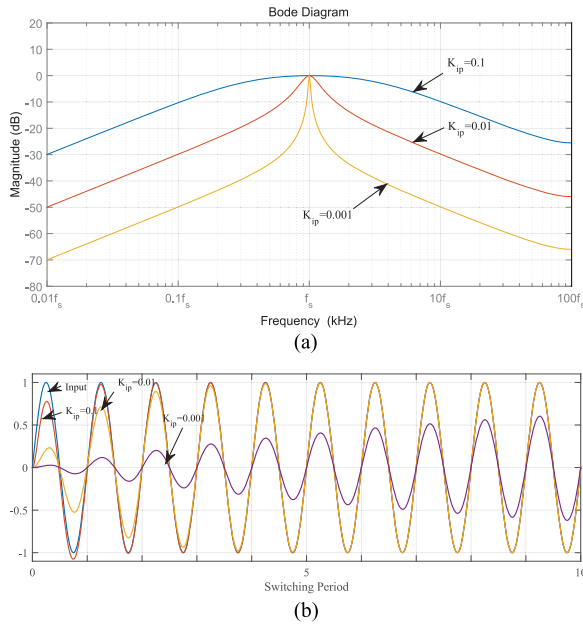 Bode Diagram
20
10
0
-10
-20
-30
-40
-50
-60
-70
-80
Magnitude (dB)
K_ip=0.1
K_ip=0.01
K_ip=0.001
0.01f_s
0.1f_s
f_s
10f_s
100f_s
Frequency (kHz)
(a)
1
0.5
0
-0.5
-1
Input
K_ip=0.1
K_ip=0.01
K_ip=0.001
0
5
10
Switching Period
(b)